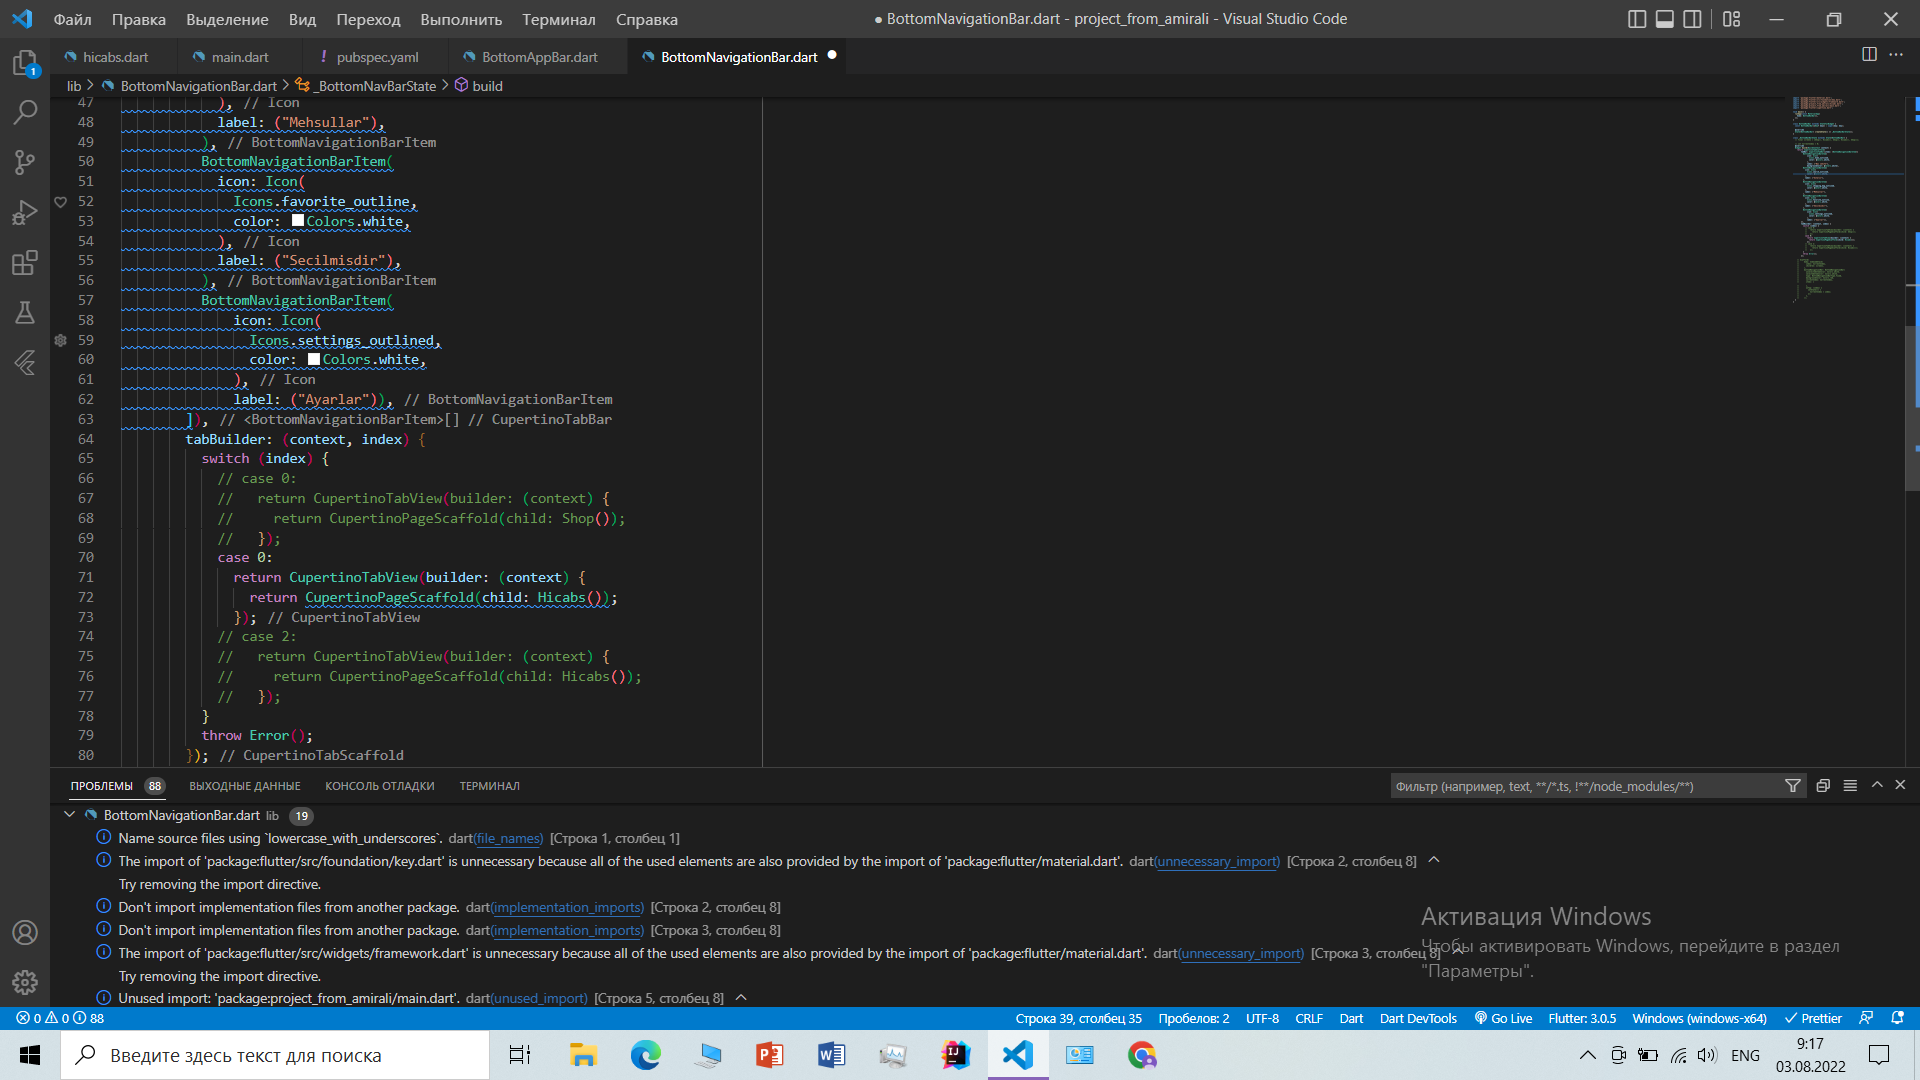 Файл Правка Выделение Вид Переход Выполнить Терминал Справка
● BottomNavigationBar.dart - project_from_amirali - Visual Studio Code
hicabs.dart
main.dart
! pubspec.yaml
BottomAppBar.dart
BottomNavigationBar.dart ●
1
lib > BottomNavigationBar.dart > _BottomNavBarState > build
47 ), // Icon
48 label: ("Mehsullar"),
49 ), // BottomNavigationBarItem
50 BottomNavigationBarItem(
51 icon: Icon(
52 Icons.favorite_outline,
53 color: Colors.white,
54 ), // Icon
55 label: ("Secilmisdir"),
56 ), // BottomNavigationBarItem
57 BottomNavigationBarItem(
58 icon: Icon(
59 Icons.settings_outlined,
60 color: Colors.white,
61 ), // Icon
62 label: ("Ayarlar")), // BottomNavigationBarItem
63 ]), // <BottomNavigationBarItem>[] // CupertinoTabBar
64 tabBuilder: (context, index) {
65 switch (index) {
66 // case 0:
67 // return CupertinoTabView(builder: (context) {
68 // return CupertinoPageScaffold(child: Shop());
69 // });
70 case 0:
71 return CupertinoTabView(builder: (context) {
72 return CupertinoPageScaffold(child: Hicabs());
73 }); // CupertinoTabView
74 // case 2:
75 // return CupertinoTabView(builder: (context) {
76 // return CupertinoPageScaffold(child: Hicabs());
77 // });
78 }
79 throw Error();
80 }); // CupertinoTabScaffold
ПРОБЛЕМЫ 88 ВЫХОДНЫЕ ДАННЫЕ КОНСОЛЬ ОТЛАДКИ ТЕРМИНАЛ
Фильтр (например, text, **/*.ts, !**/node_modules/**)
BottomNavigationBar.dart lib 19
Name source files using `lowercase_with_underscores`. dart(file_names) [Строка 1, столбец 1]
The import of 'package:flutter/src/foundation/key.dart' is unnecessary because all of the used elements are also provided by the import of 'package:flutter/material.dart'. dart(unnecessary_import) [Строка 2, столбец 8]
Try removing the import directive.
Don't import implementation files from another package. dart(implementation_imports) [Строка 2, столбец 8]
Don't import implementation files from another package. dart(implementation_imports) [Строка 3, столбец 8]
The import of 'package:flutter/src/widgets/framework.dart' is unnecessary because all of the used elements are also provided by the import of 'package:flutter/material.dart'. dart(unnecessary_import) [Строка 3, столбец 8]
Try removing the import directive.
Unused import: 'package:project_from_amirali/main.dart'. dart(unused_import) [Строка 5, столбец 8]
Активация Windows
Чтобы активировать Windows, перейдите в раздел
"Параметры".
0 0 88
Строка 39, столбец 35 Пробелов: 2 UTF-8 CRLF Dart Dart DevTools Go Live Flutter: 3.0.5 Windows (windows-x64) Prettier
Введите здесь текст для поиска
ENG
9:17
03.08.2022